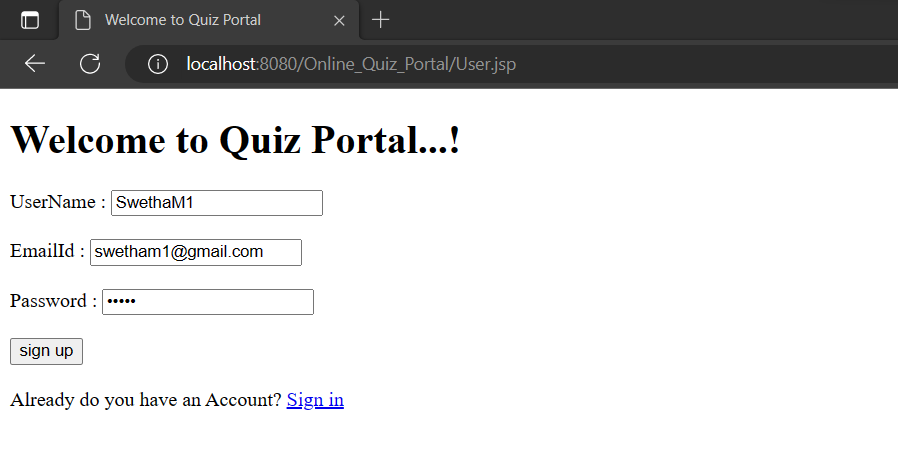 Welcome to Quiz Portal
localhost:8080/Online_Quiz_Portal/User.jsp
Welcome to Quiz Portal...!
UserName : SwethaM1
EmailId : swetham1@gmail.com
Password : •••••
sign up
Already do you have an Account? Sign in